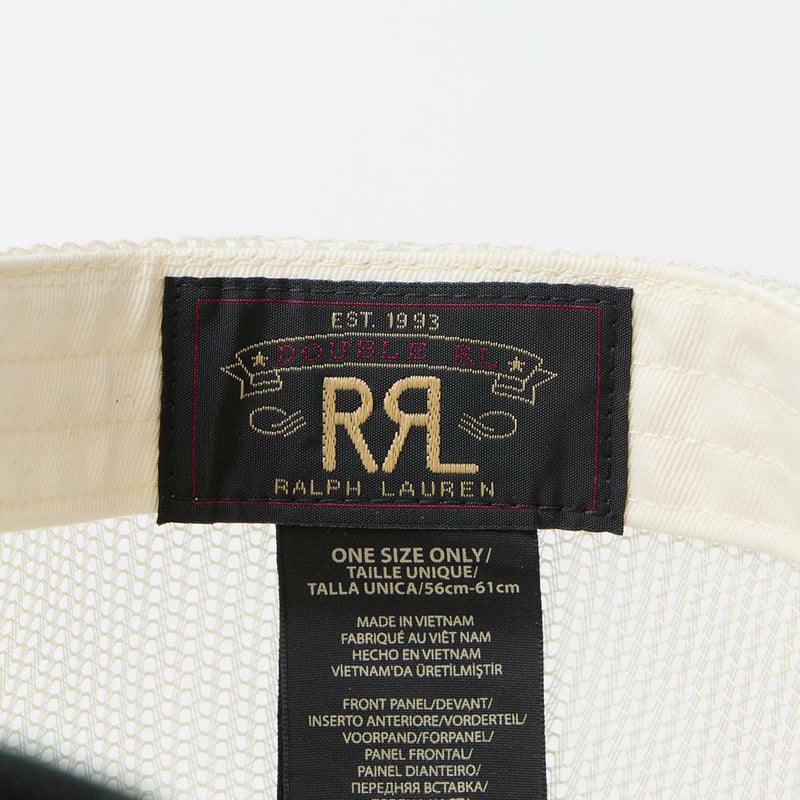 EST. 1993
DOUBLE RL
RRL
RALPH LAUREN
ONE SIZE ONLY/
TAILLE UNIQUE/
TALLA UNICA/56cm-61cm
MADE IN VIETNAM
FABRIQUÉ AU VIÊT NAM
HECHO EN VIETNAM
VİETNAM'DA ÜRETİLMİŞTİR
FRONT PANEL/DEVANT/
INSERTO ANTERIORE/VORDERTEIL/
VOORPAND/FORPANEL/
PANEL FRONTAL/
PAINEL DIANTEIRO/
ПЕРЕДНЯЯ ВСТАВКА/